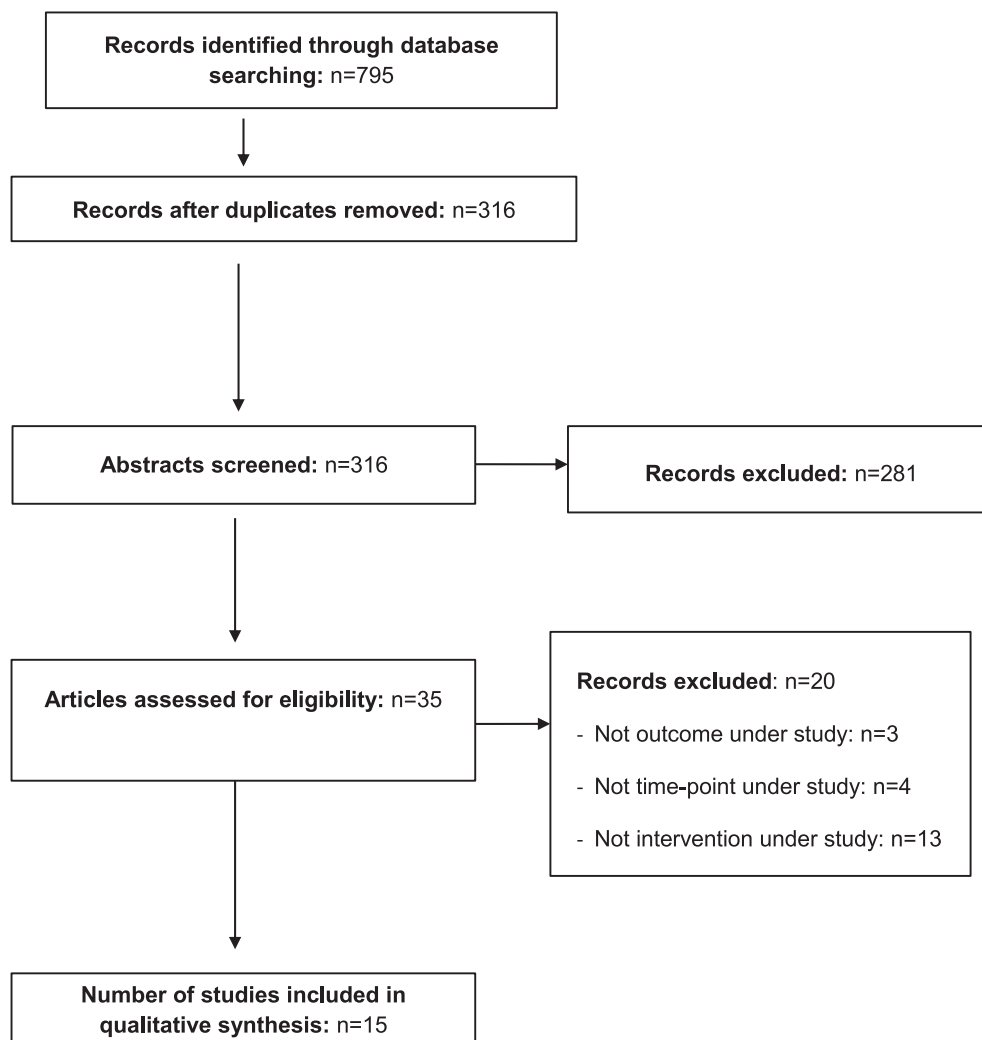 Records identified through database
searching: n=795
Records after duplicates removed: n=316
Abstracts screened: n=316
Records excluded: n=281
Articles assessed for eligibility: n=35
Records excluded: n=20
- Not outcome under study: n=3
- Not time-point under study: n=4
- Not intervention under study: n=13
Number of studies included in
qualitative synthesis: n=15